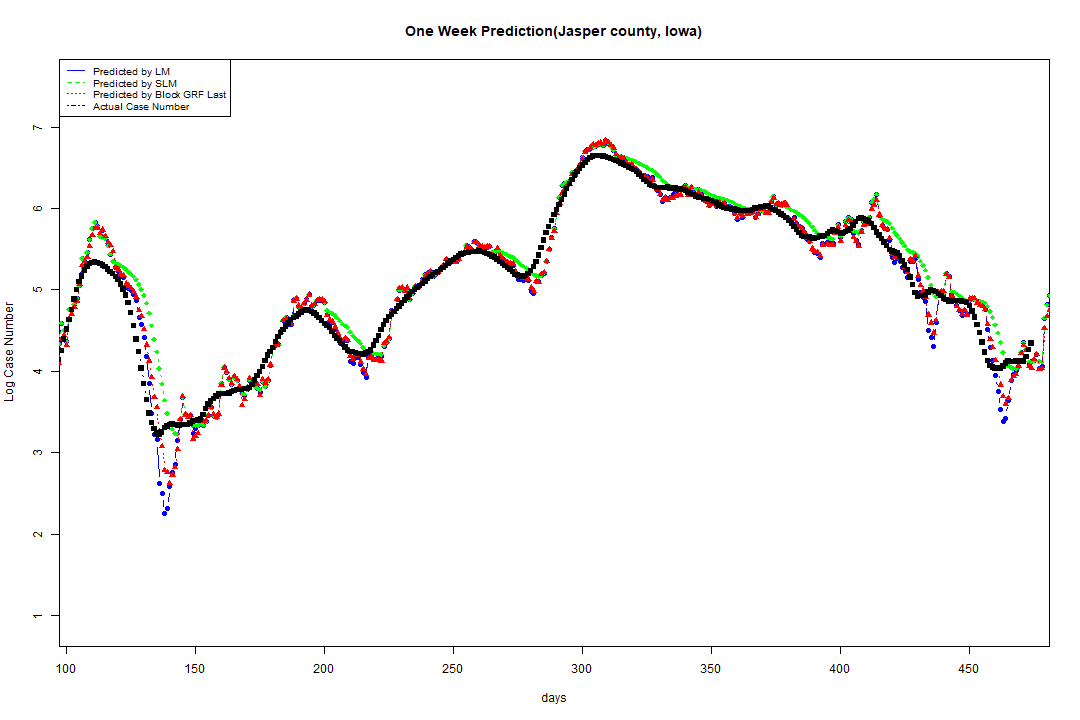 One Week Prediction(Jasper county, Iowa)
Predicted by LM
Predicted by SLM
Predicted by Block GRF Last
Actual Case Number
7
6
5
4
3
2
1
Log Case Number
100 150 200 250 300 350 400 450
days